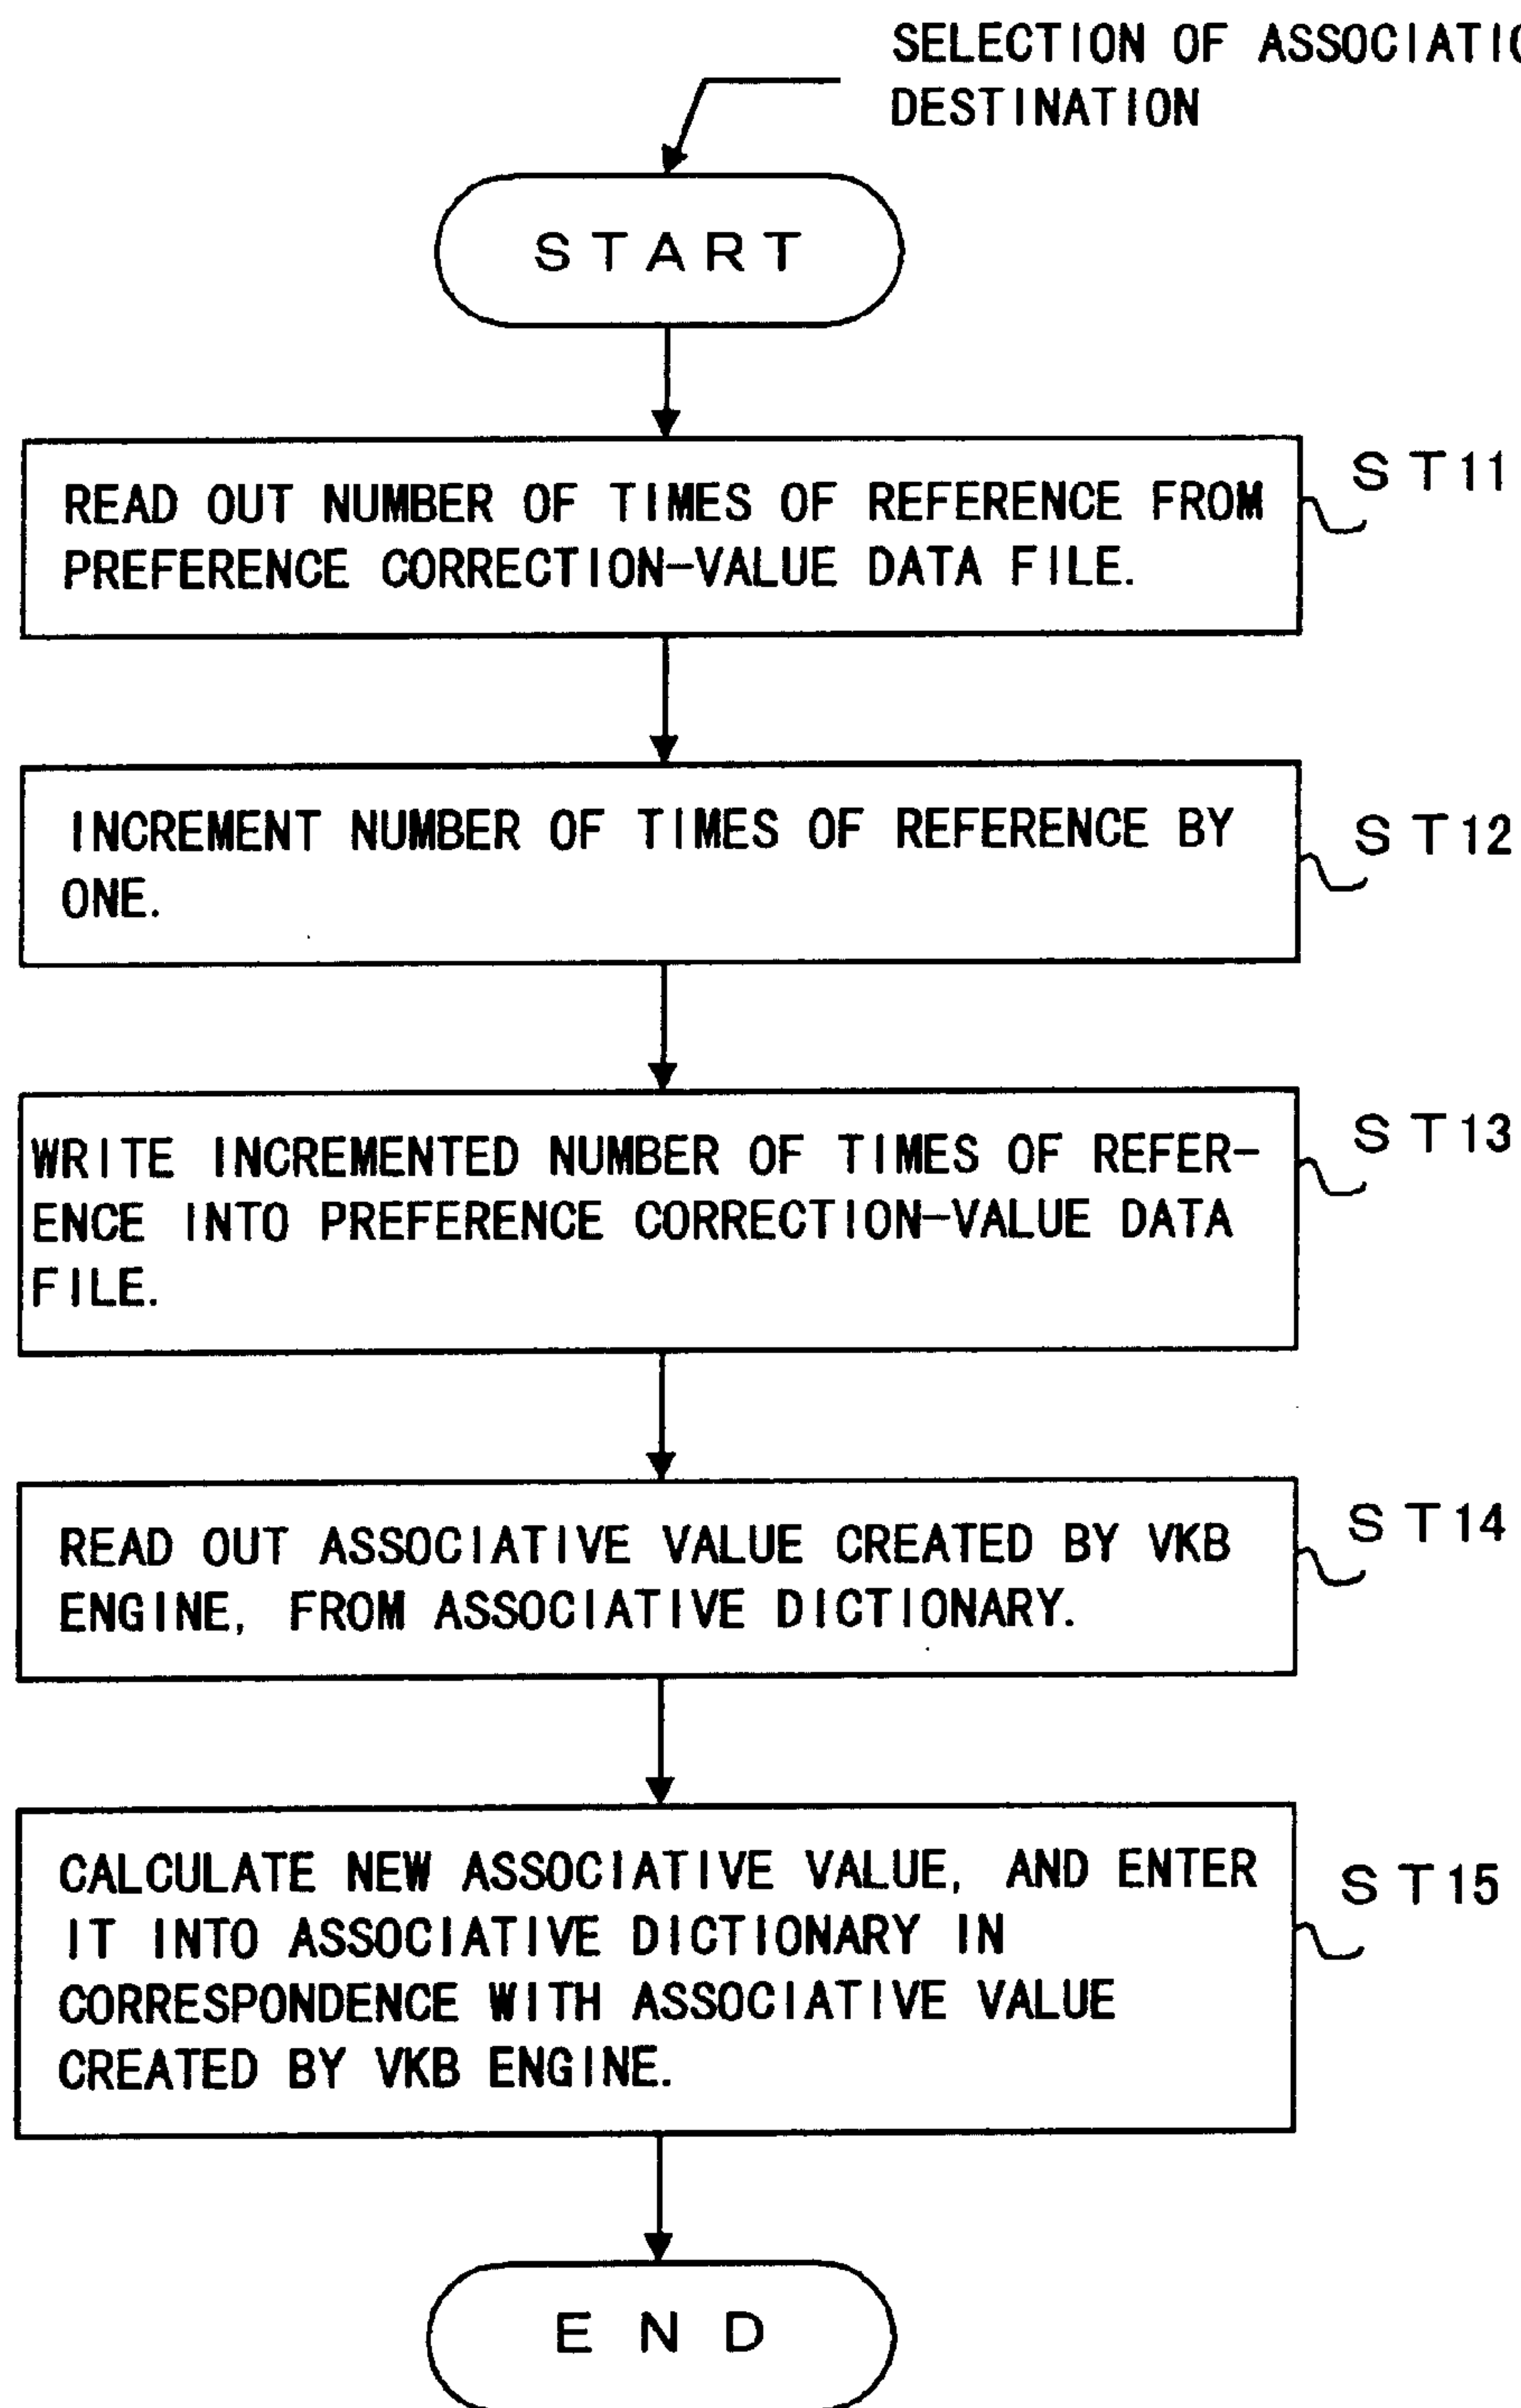 SELECTION OF ASSOCIATIO
DESTINATION
START
READ OUT NUMBER OF TIMES OF REFERENCE FROM
PREFERENCE CORRECTION-VALUE DATA FILE.
ST11
INCREMENT NUMBER OF TIMES OF REFERENCE BY
ONE.
ST12
WRITE INCREMENTED NUMBER OF TIMES OF REFER-
ENCE INTO PREFERENCE CORRECTION-VALUE DATA
FILE.
ST13
READ OUT ASSOCIATIVE VALUE CREATED BY VKB
ENGINE, FROM ASSOCIATIVE DICTIONARY.
ST14
CALCULATE NEW ASSOCIATIVE VALUE, AND ENTER
IT INTO ASSOCIATIVE DICTIONARY IN
CORRESPONDENCE WITH ASSOCIATIVE VALUE
CREATED BY VKB ENGINE.
ST15
END